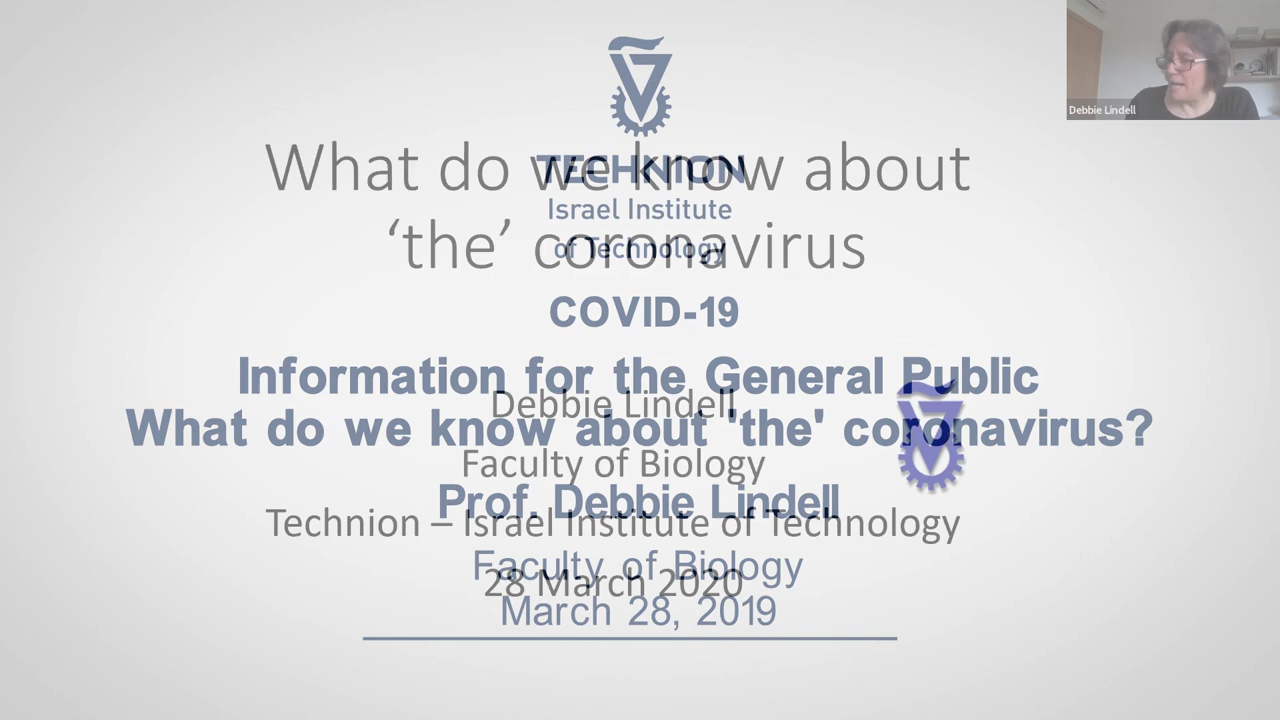 Debbie Lindell
TECHNION
Israel Institute
of Technology
What do we know about
‘the’ coronavirus
COVID-19
Information for the General Public
What do we know about 'the' coronavirus?
Prof. Debbie Lindell
Faculty of Biology
March 28, 2019
Debbie Lindell
Faculty of Biology
Technion – Israel Institute of Technology
28 March 2020